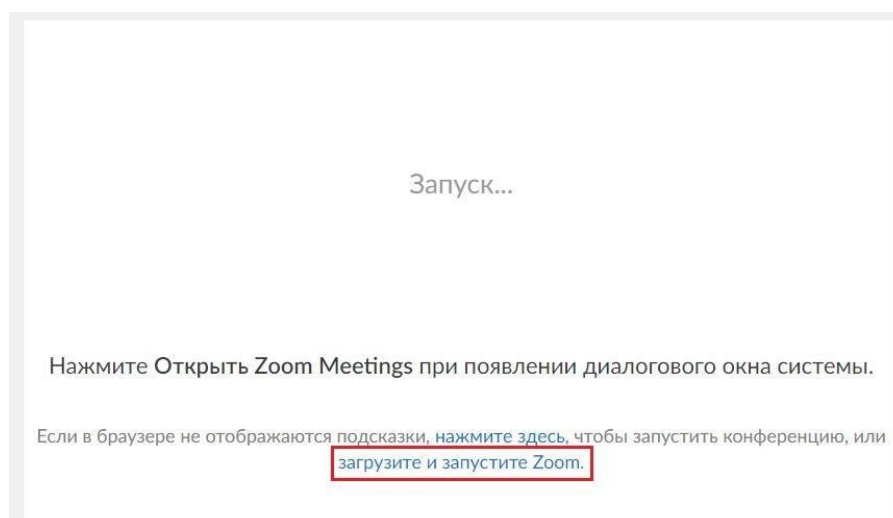 Запуск...
Нажмите Открыть Zoom Meetings при появлении диалогового окна системы.
Если в браузере не отображаются подсказки, нажмите здесь, чтобы запустить конференцию, или
загрузите и запустите Zoom.